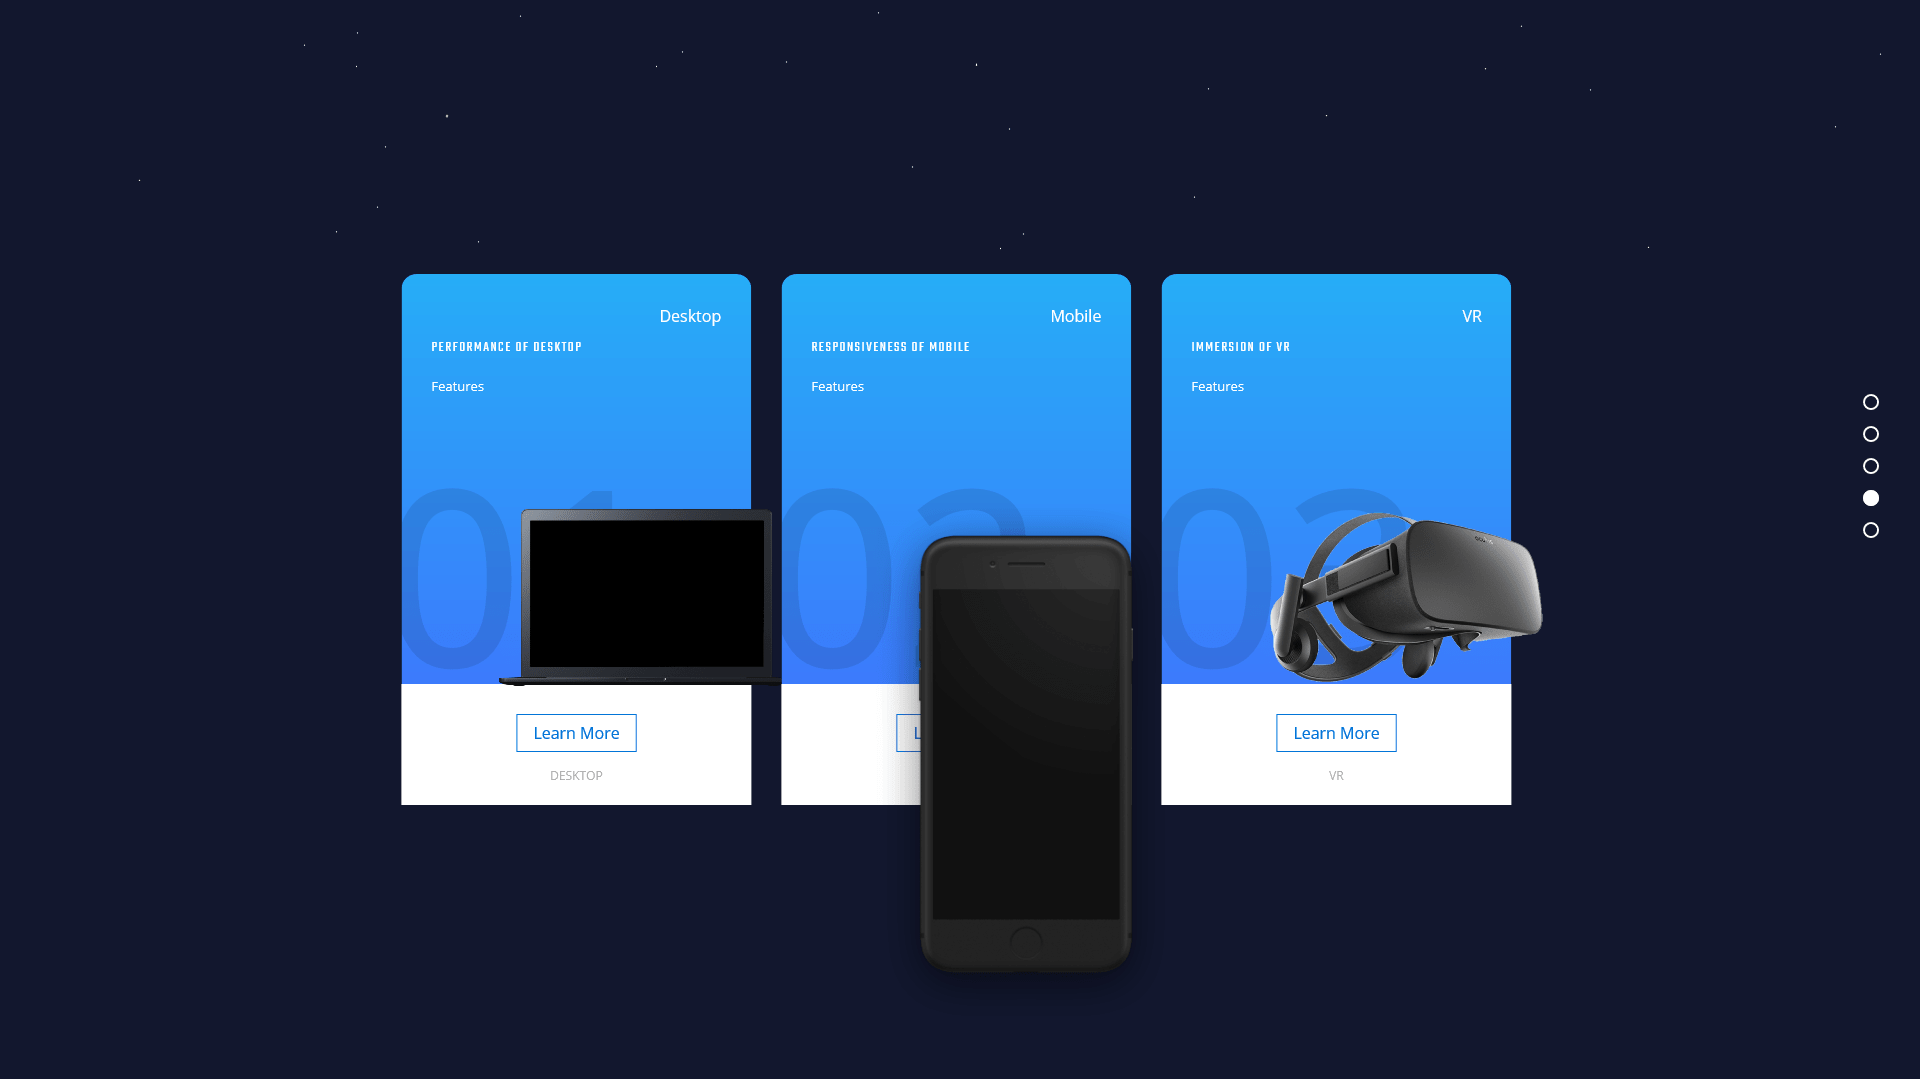 Desktop
PERFORMANCE OF DESKTOP
Features
01
Learn More
DESKTOP
Mobile
RESPONSIVENESS OF MOBILE
Features
VR
IMMERSION OF VR
Features
Learn More
VR